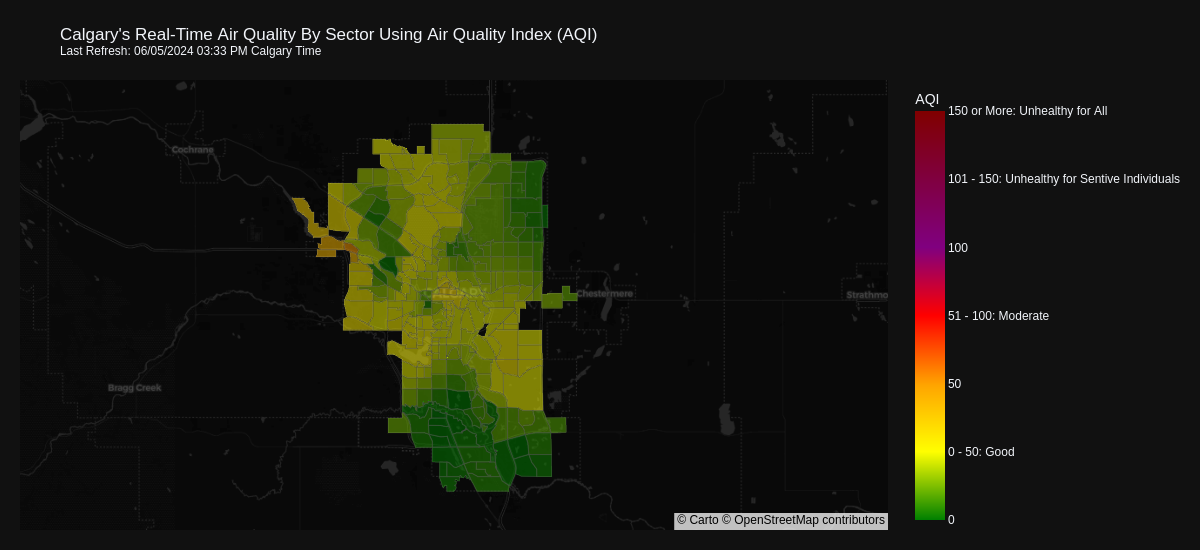 Calgary's Real-Time Air Quality By Sector Using Air Quality Index (AQI)
Last Refresh: 06/05/2024 03:33 PM Calgary Time
AQI
150 or More: Unhealthy for All
Cochrane
101 - 150: Unhealthy for Sentive Individuals
100
CALGARY
Chestermere
Strathmo
51 - 100: Moderate
Bragg Creek
50
0 - 50: Good
0
© Carto © OpenStreetMap contributors